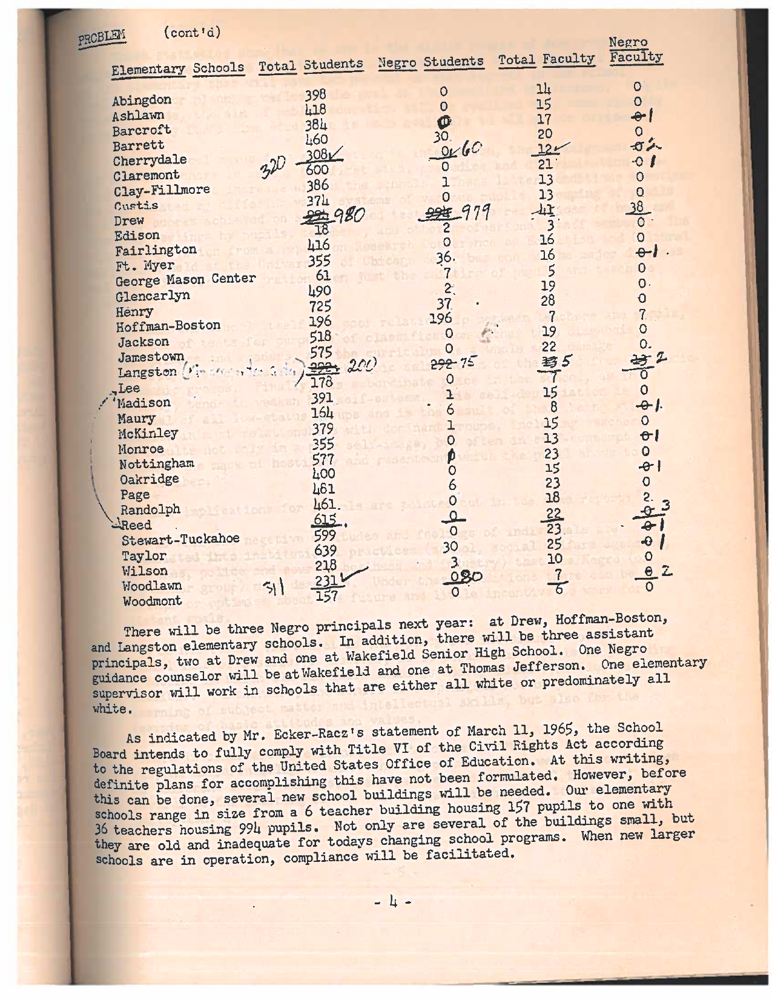 PROBLEM (cont'd)
Negro
Elementary Schools Total Students Negro Students Total Faculty Faculty
Abingdon 398 0 14 0
Ashlawn 418 0 15 0
Barcroft 384 0 17 0 1
Barrett 460 30 20 0
Cherrydale 308 ✓ 0 ✓ 60 12 ✓ 0 2
320
Claremont 600 0 21 0 1
Clay-Fillmore 386 1 13 0
Custis 374 0 13 0
Drew 994 980 994 979 41 38
Edison 18 2 3 0
Fairlington 416 0 16 0
Ft. Myer 355 36. 16 0 1
George Mason Center 61 7 5 0
Glencarlyn 490 2 19 0
Henry 725 37 28 0
Hoffman-Boston 196 196 7 7
Jackson 518 0 19 0
Jamestown 575 0 22 0
Langston ( ) 292 200 292 75 5 2
Lee 178 0 7 0
Madison 391 1 15 0
Maury 164 6 8 0 1
McKinley 379 1 15 0
Monroe 355 0 13 0 1
Nottingham 577 23 0
Oakridge 400 0 15 0 1
Page 481 6 23 0
Randolph 461 0 18 2
Reed 615 0 22 0 3
Stewart-Tuckahoe 599 0 23 0 1
Taylor 639 30 25 0 1
Wilson 218 3 10 0
Woodlawn 311 231 ✓ 0 80 7 0 2
Woodmont 157 0 6 0
There will be three Negro principals next year: at Drew, Hoffman-Boston,
and Langston elementary schools. In addition, there will be three assistant
principals, two at Drew and one at Wakefield Senior High School. One Negro
guidance counselor will be at Wakefield and one at Thomas Jefferson. One elementary
supervisor will work in schools that are either all white or predominately all
white.
As indicated by Mr. Ecker-Racz's statement of March 11, 1965, the School
Board intends to fully comply with Title VI of the Civil Rights Act according
to the regulations of the United States Office of Education. At this writing,
definite plans for accomplishing this have not been formulated. However, before
this can be done, several new school buildings will be needed. Our elementary
schools range in size from a 6 teacher building housing 157 pupils to one with
36 teachers housing 994 pupils. Not only are several of the buildings small, but
they are old and inadequate for todays changing school programs. When new larger
schools are in operation, compliance will be facilitated.
- 4 -